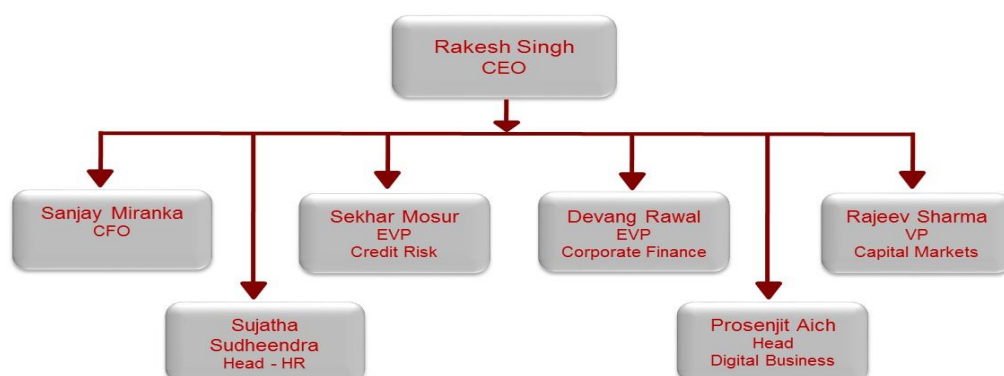 Rakesh Singh
CEO
Sanjay Miranka
CFO
Sekhar Mosur
EVP
Credit Risk
Devang Rawal
EVP
Corporate Finance
Rajeev Sharma
VP
Capital Markets
Sujatha
Sudheendra
Head - HR
Prosenjit Aich
Head
Digital Business